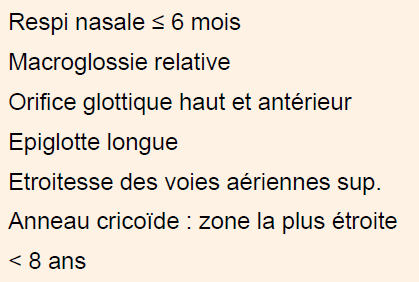 Respi nasale ≤ 6 mois
Macroglossie relative
Orifice glottique haut et antérieur
Epiglotte longue
Etroitesse des voies aériennes sup.
Anneau cricoïde : zone la plus étroite
< 8 ans